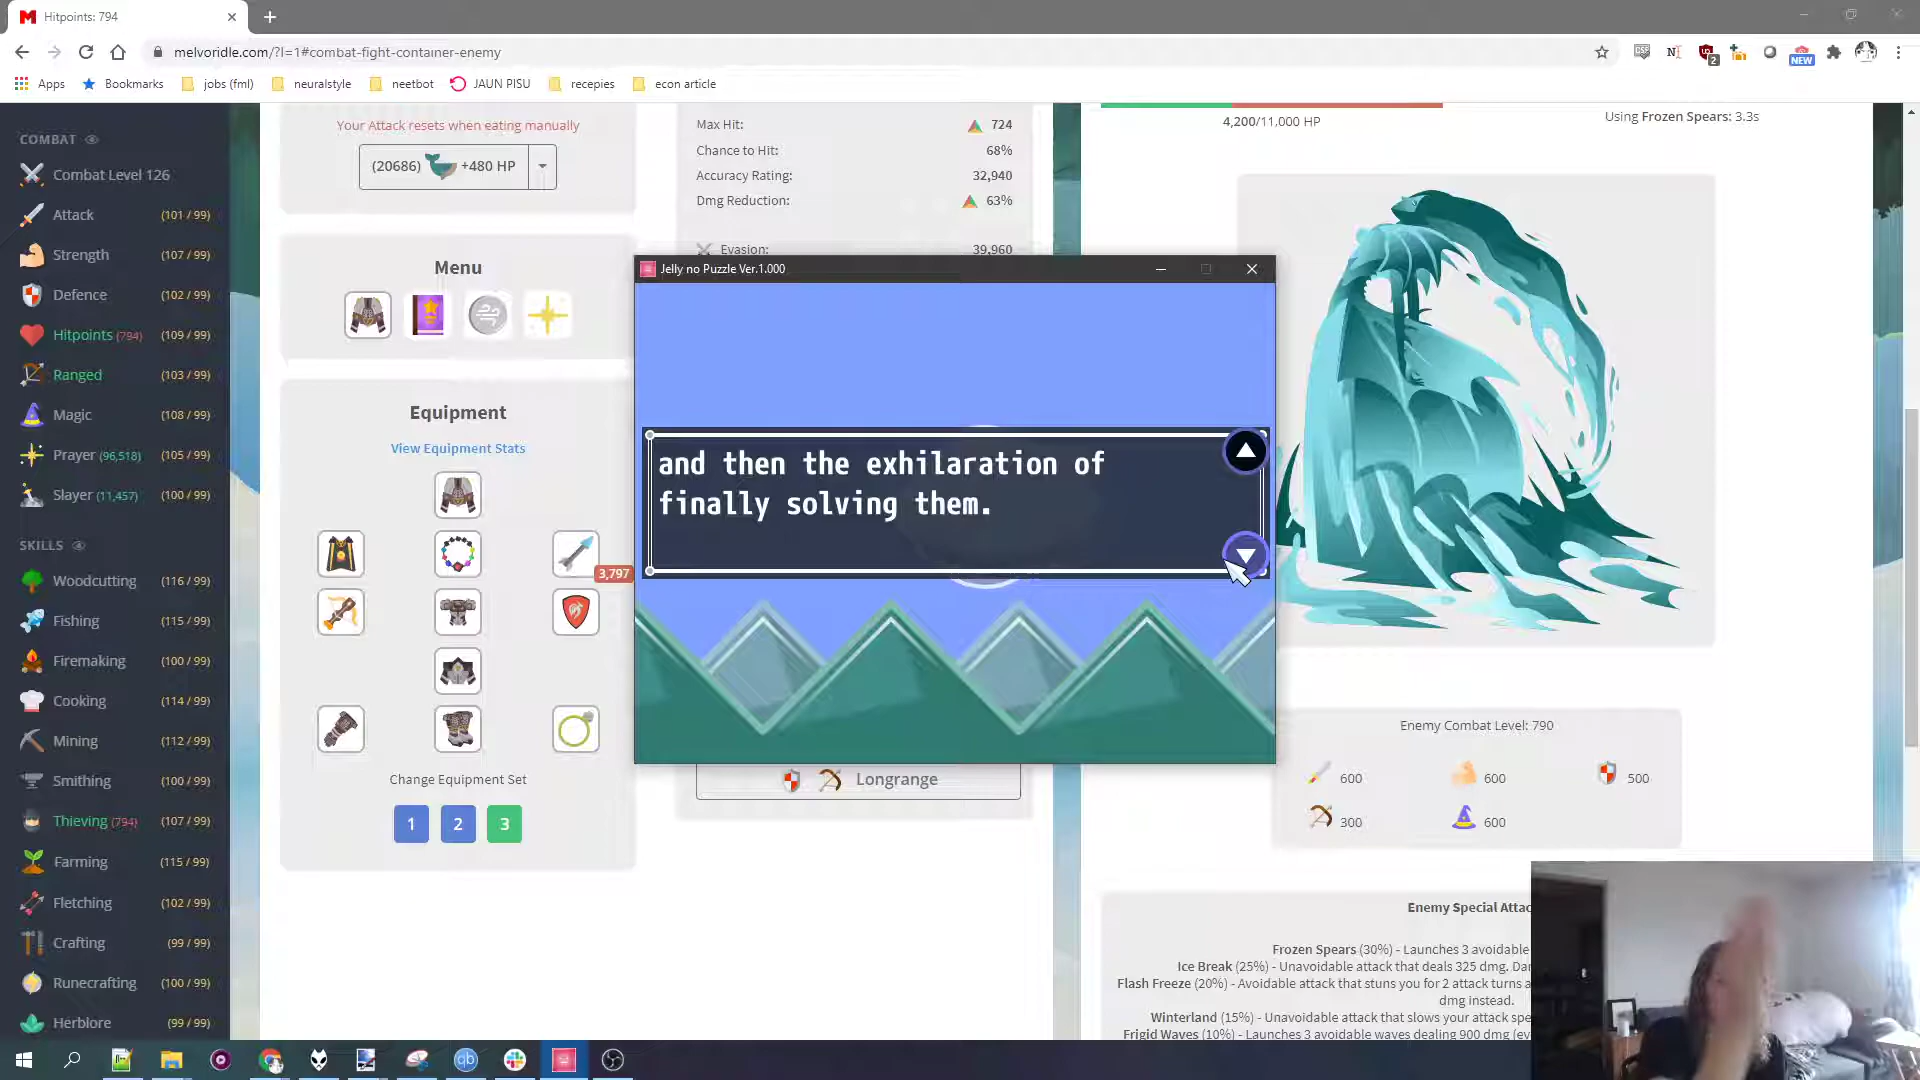 Hitpoints: 794
melvoridle.com/?l=1#combat-fight-container-enemy
2
NEW
Apps
Bookmarks
jobs (fml)
neuralstyle
neetbot
JAUN PISU
recepies
econ article
COMBAT
Combat Level 126
Attack (101 / 99)
Strength (107 / 99)
Defence (102 / 99)
Hitpoints (794) (109 / 99)
Ranged (103 / 99)
Magic (108 / 99)
Prayer (96,518) (105 / 99)
Slayer (11,457) (100 / 99)
SKILLS
Woodcutting (116 / 99)
Fishing (115 / 99)
Firemaking (100 / 99)
Cooking (114 / 99)
Mining (112 / 99)
Smithing (100 / 99)
Thieving (794) (107 / 99)
Farming (115 / 99)
Fletching (102 / 99)
Crafting (99 / 99)
Runecrafting (100 / 99)
Herblore (99 / 99)
Your Attack resets when eating manually
(20686) +480 HP
Menu
Equipment
View Equipment Stats
3,797
Change Equipment Set
1 2 3
Max Hit: 724
Chance to Hit: 68%
Accuracy Rating: 32,940
Dmg Reduction: 63%
Evasion: 39,960
Jelly no Puzzle Ver.1.000
and then the exhilaration of
finally solving them.
Longrange
4,200/11,000 HP
Using Frozen Spears: 3.3s
Enemy Combat Level: 790
600 600 500
300 600
Enemy Special Attac
Frozen Spears (30%) - Launches 3 avoidable
Ice Break (25%) - Unavoidable attack that deals 325 dmg. Da
Flash Freeze (20%) - Avoidable attack that stuns you for 2 attack turns a
dmg instead.
Winterland (15%) - Unavoidable attack that slows your attack spe
Frigid Waves (10%) - Launches 3 avoidable waves dealing 900 dmg (ev
qb